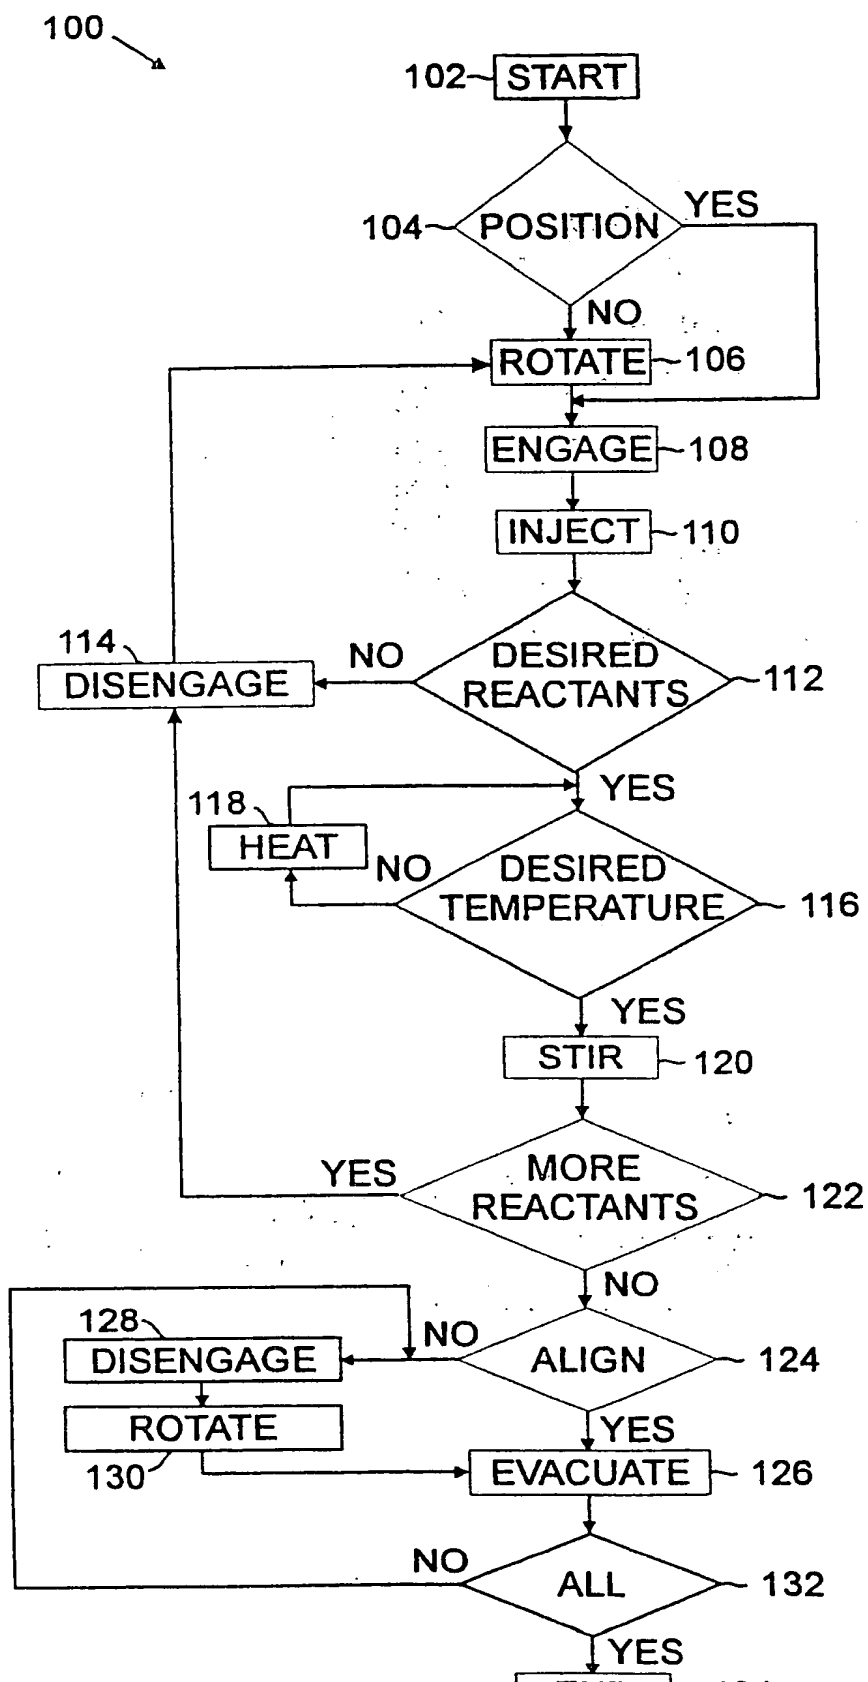 100
102 START
104 POSITION YES
NO
ROTATE 106
ENGAGE 108
INJECT 110
114
DISENGAGE NO DESIRED REACTANTS 112
YES
118
HEAT NO DESIRED TEMPERATURE 116
YES
STIR 120
YES MORE REACTANTS 122
NO
128
DISENGAGE NO ALIGN 124
YES
ROTATE
130
EVACUATE 126
NO ALL 132
YES